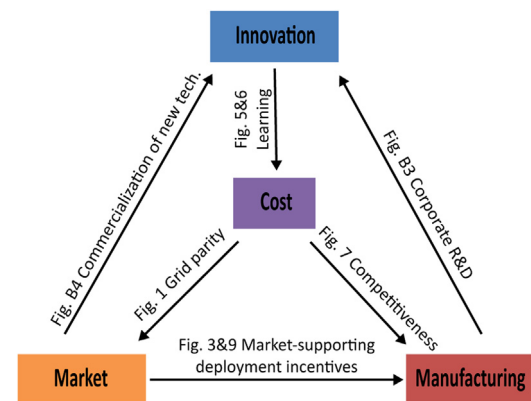 Innovation
Fig. B4 Commercialization of new tech.
Fig. 5&6
Learning
Fig. B3 Corporate R&D
Cost
Fig. 1 Grid parity
Fig. 7 Competitiveness
Fig. 3&9 Market-supporting
deployment incentives
Market
Manufacturing